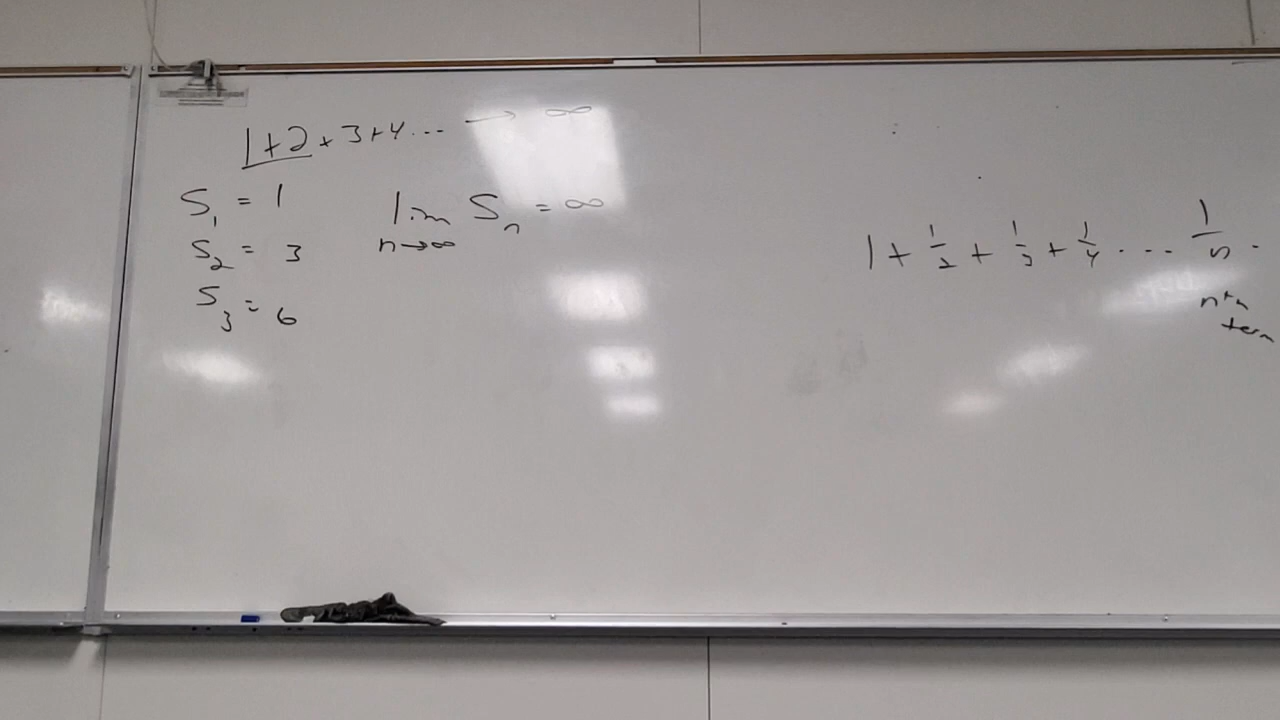 1+2+3+4... → ∞
S₁ = 1
S₂ = 3
S₃ = 6
lim Sₙ = ∞
n→∞
1 + 1/2 + 1/3 + 1/4 ..... 1/n .
nth
term